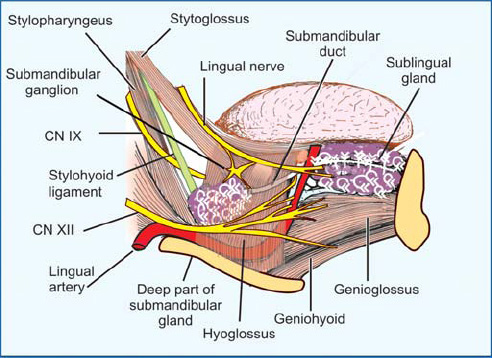 Stylopharyngeus
Stytoglossus
Submandibular
duct
Sublingual
gland
Lingual nerve
Submandibular
ganglion
CN IX
Stylohyoid
ligament
CN XII
Lingual
artery
Deep part of
submandibular
gland
Hyoglossus
Geniohyoid
Genioglossus